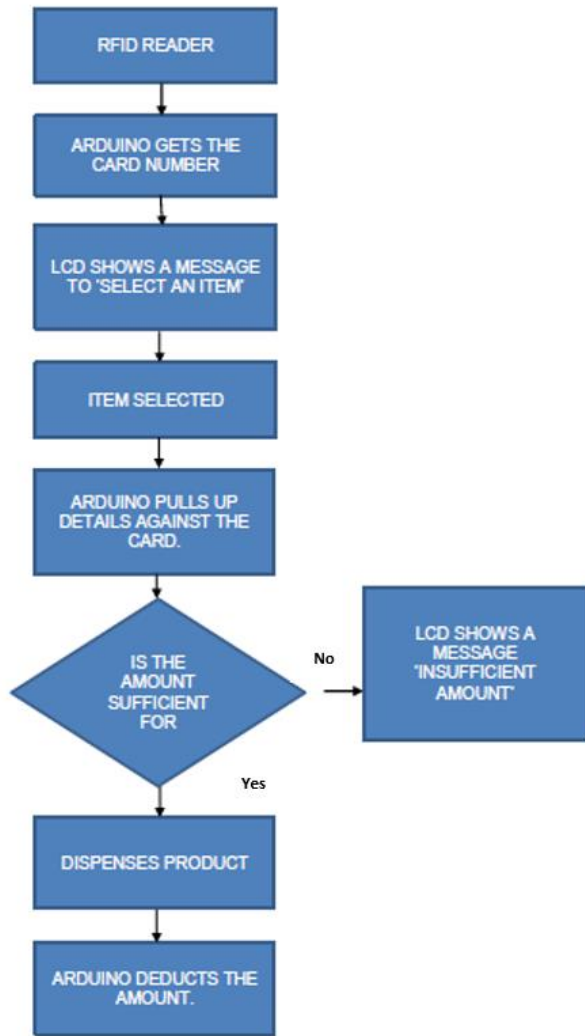 RFID READER
ARDUINO GETS THE
CARD NUMBER
LCD SHOWS A MESSAGE
TO 'SELECT AN ITEM'
ITEM SELECTED
ARDUINO PULLS UP
DETAILS AGAINST THE
CARD.
IS THE
AMOUNT
SUFFICIENT
FOR
No
LCD SHOWS A
MESSAGE
'INSUFFICIENT
AMOUNT'
Yes
DISPENSES PRODUCT
ARDUINO DEDUCTS THE
AMOUNT.